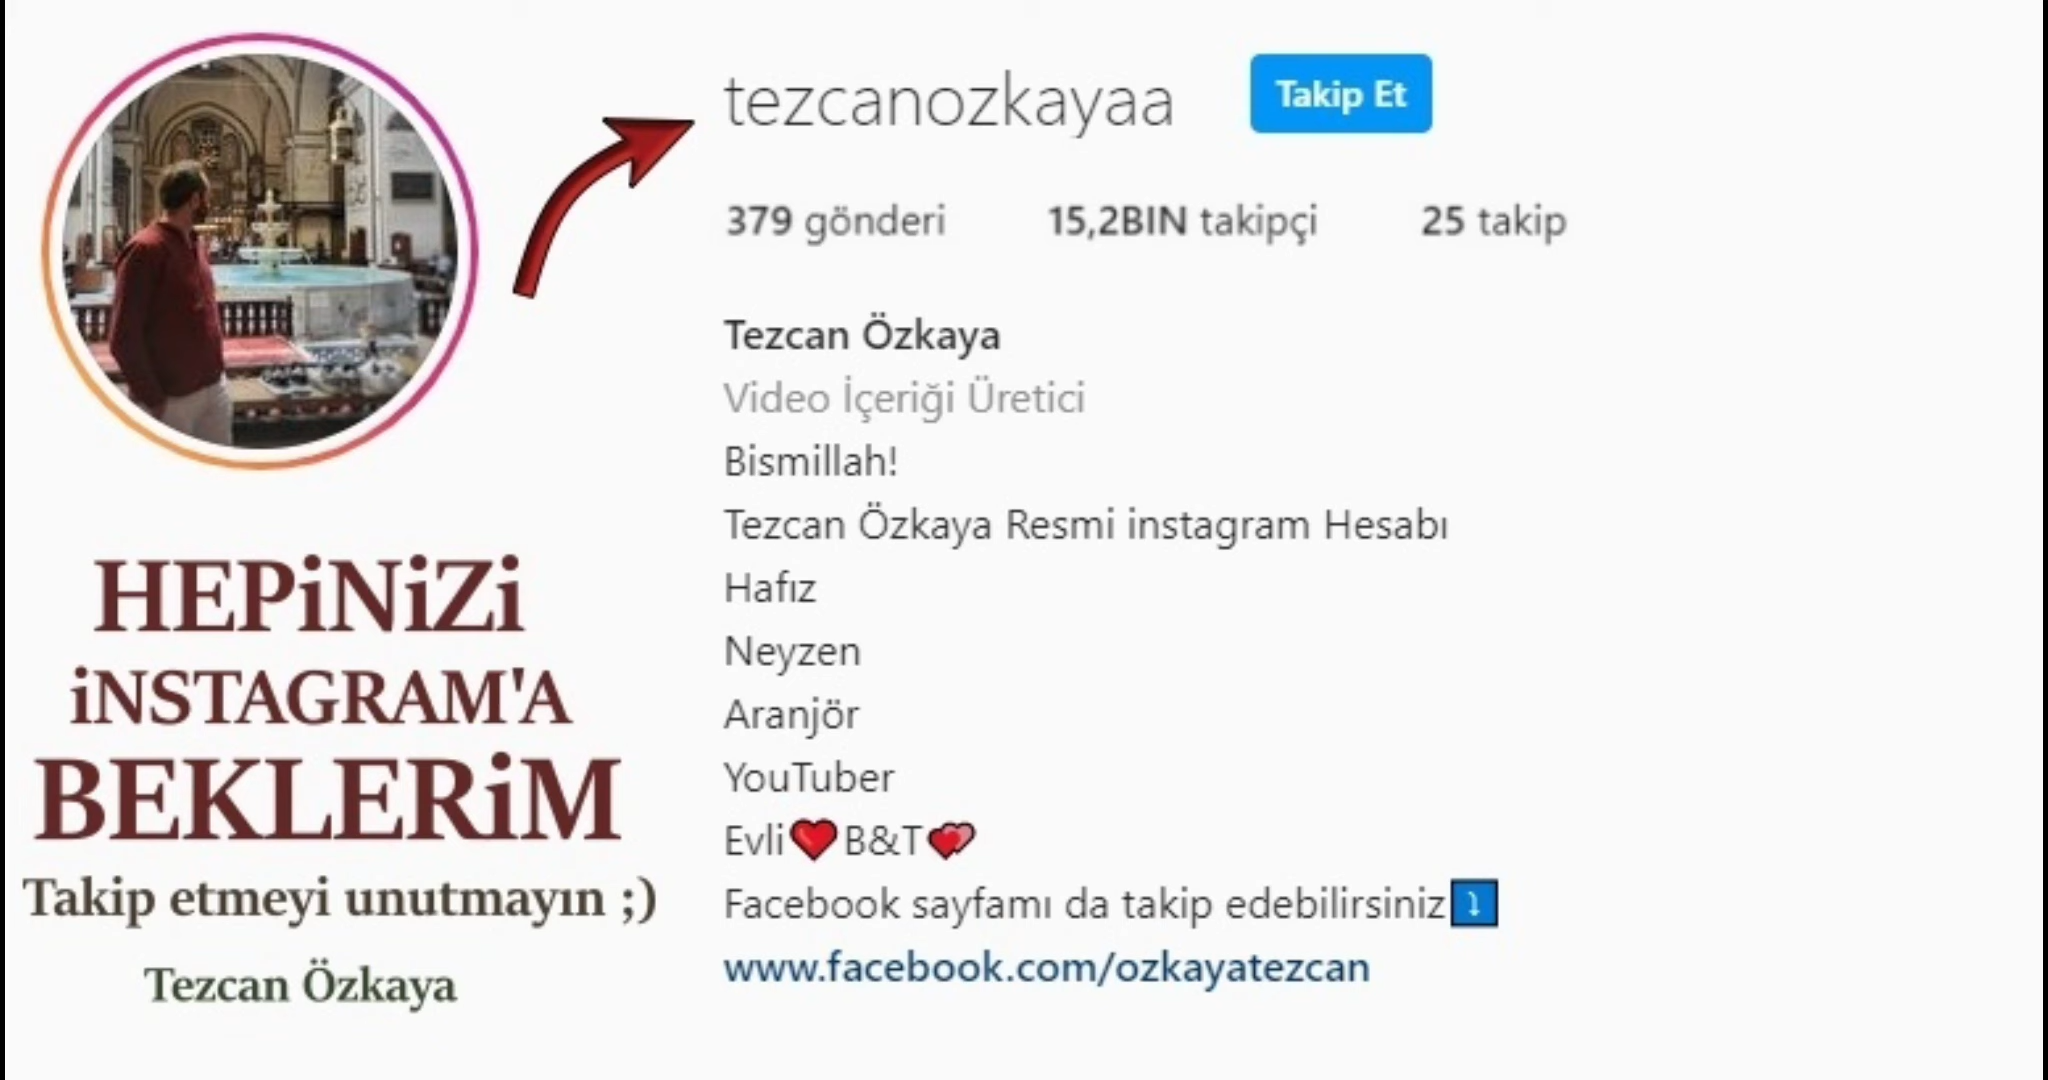 tezcanozkayaa Takip Et
379 gönderi 15,2BIN takipçi 25 takip
Tezcan Özkaya
Video İçeriği Üretici
Bismillah!
Tezcan Özkaya Resmi instagram Hesabı
Hafız
Neyzen
Aranjör
YouTuber
Evli❤️B&T💕
Facebook sayfamı da takip edebilirsiniz⤵️
www.facebook.com/ozkayatezcan
HEPiNiZi
iNSTAGRAM'A
BEKLERiM
Takip etmeyi unutmayın ;)
Tezcan Özkaya